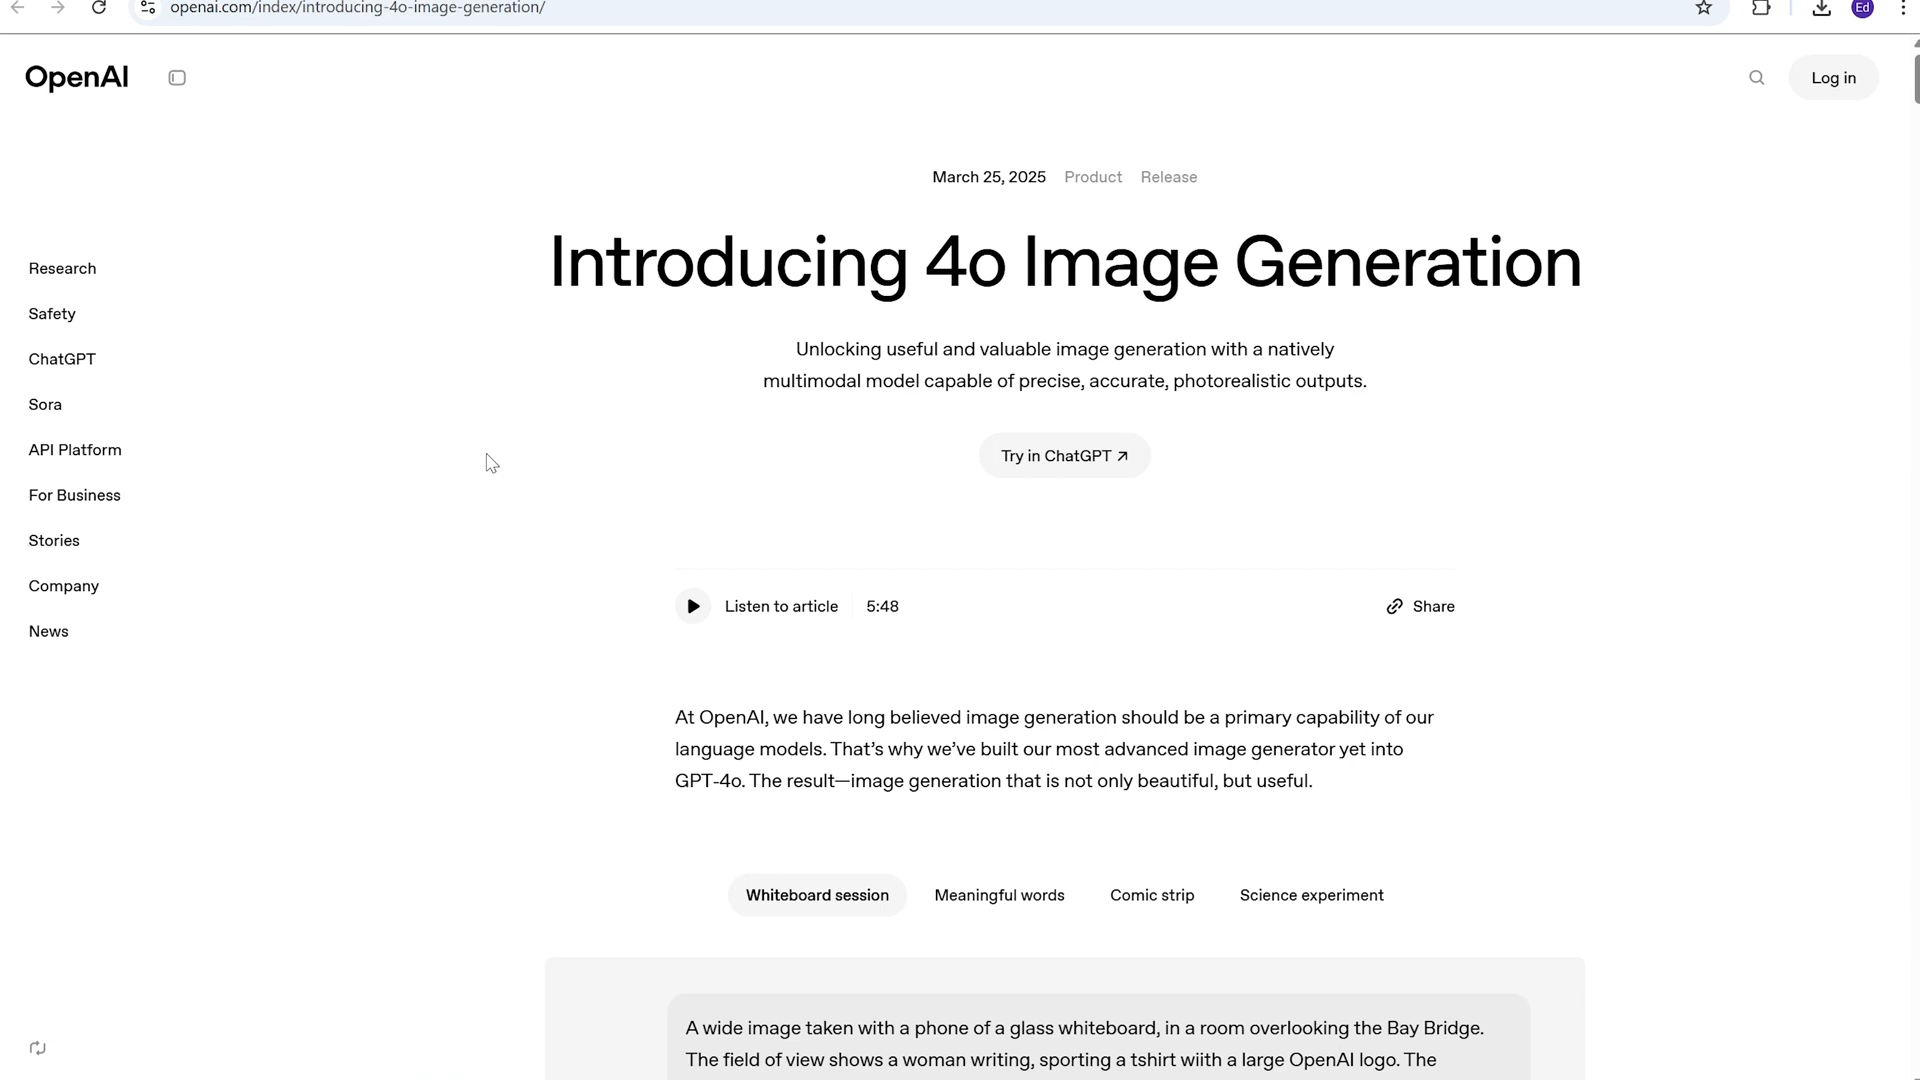 openai.com/index/introducing-4o-image-generation/
Ed
OpenAI
Log in
March 25, 2025 Product Release
Introducing 4o Image Generation
Unlocking useful and valuable image generation with a natively
multimodal model capable of precise, accurate, photorealistic outputs.
Try in ChatGPT
Research
Safety
ChatGPT
Sora
API Platform
For Business
Stories
Company
News
Listen to article 5:48 Share
At OpenAI, we have long believed image generation should be a primary capability of our
language models. That’s why we’ve built our most advanced image generator yet into
GPT‑4o. The result—image generation that is not only beautiful, but useful.
Whiteboard session Meaningful words Comic strip Science experiment
A wide image taken with a phone of a glass whiteboard, in a room overlooking the Bay Bridge.
The field of view shows a woman writing, sporting a tshirt wiith a large OpenAI logo. The